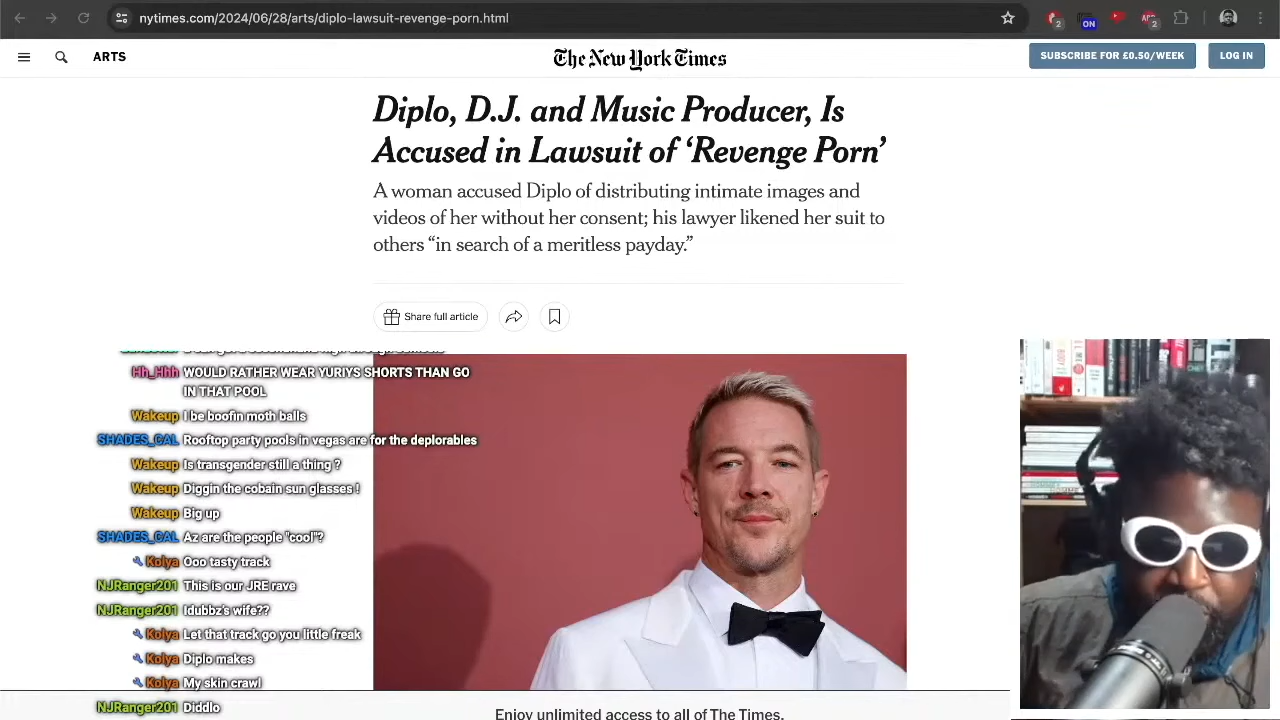 nytimes.com/2024/06/28/arts/diplo-lawsuit-revenge-porn.html
2
ON
2
ARTS
The New York Times
SUBSCRIBE FOR £0.50/WEEK
LOG IN
Diplo, D.J. and Music Producer, Is
Accused in Lawsuit of ‘Revenge Porn’
A woman accused Diplo of distributing intimate images and
videos of her without her consent; his lawyer likened her suit to
others “in search of a meritless payday.”
Share full article
Hh_Hhh WOULD RATHER WEAR YURIYS SHORTS THAN GO
IN THAT POOL
Wakeup I be boofin moth balls
SHADES_CAL Rooftop party pools in vegas are for the deplorables
Wakeup Is transgender still a thing ?
Wakeup Diggin the cobain sun glasses !
Wakeup Big up
SHADES_CAL Az are the people "cool"?
Kolya Ooo tasty track
NJRanger201 This is our JRE rave
NJRanger201 Idubbz's wife??
Kolya Let that track go you little freak
Kolya Diplo makes
Kolya My skin crawl
NJRanger201 Diddlo
Enjoy unlimited access to all of The Times.